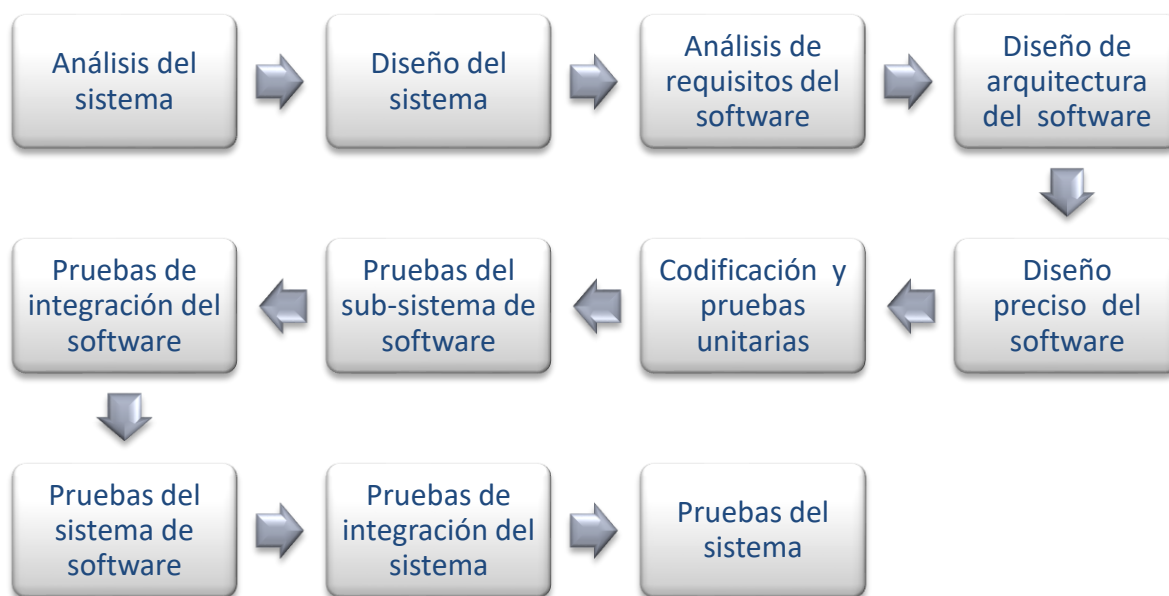 Análisis del
sistema
Diseño del
sistema
Análisis de
requisitos del
software
Diseño de
arquitectura
del software
Diseño
preciso del
software
Codificación y
pruebas
unitarias
Pruebas del
sub-sistema de
software
Pruebas de
integración del
software
Pruebas del
sistema de
software
Pruebas de
integración del
sistema
Pruebas del
sistema